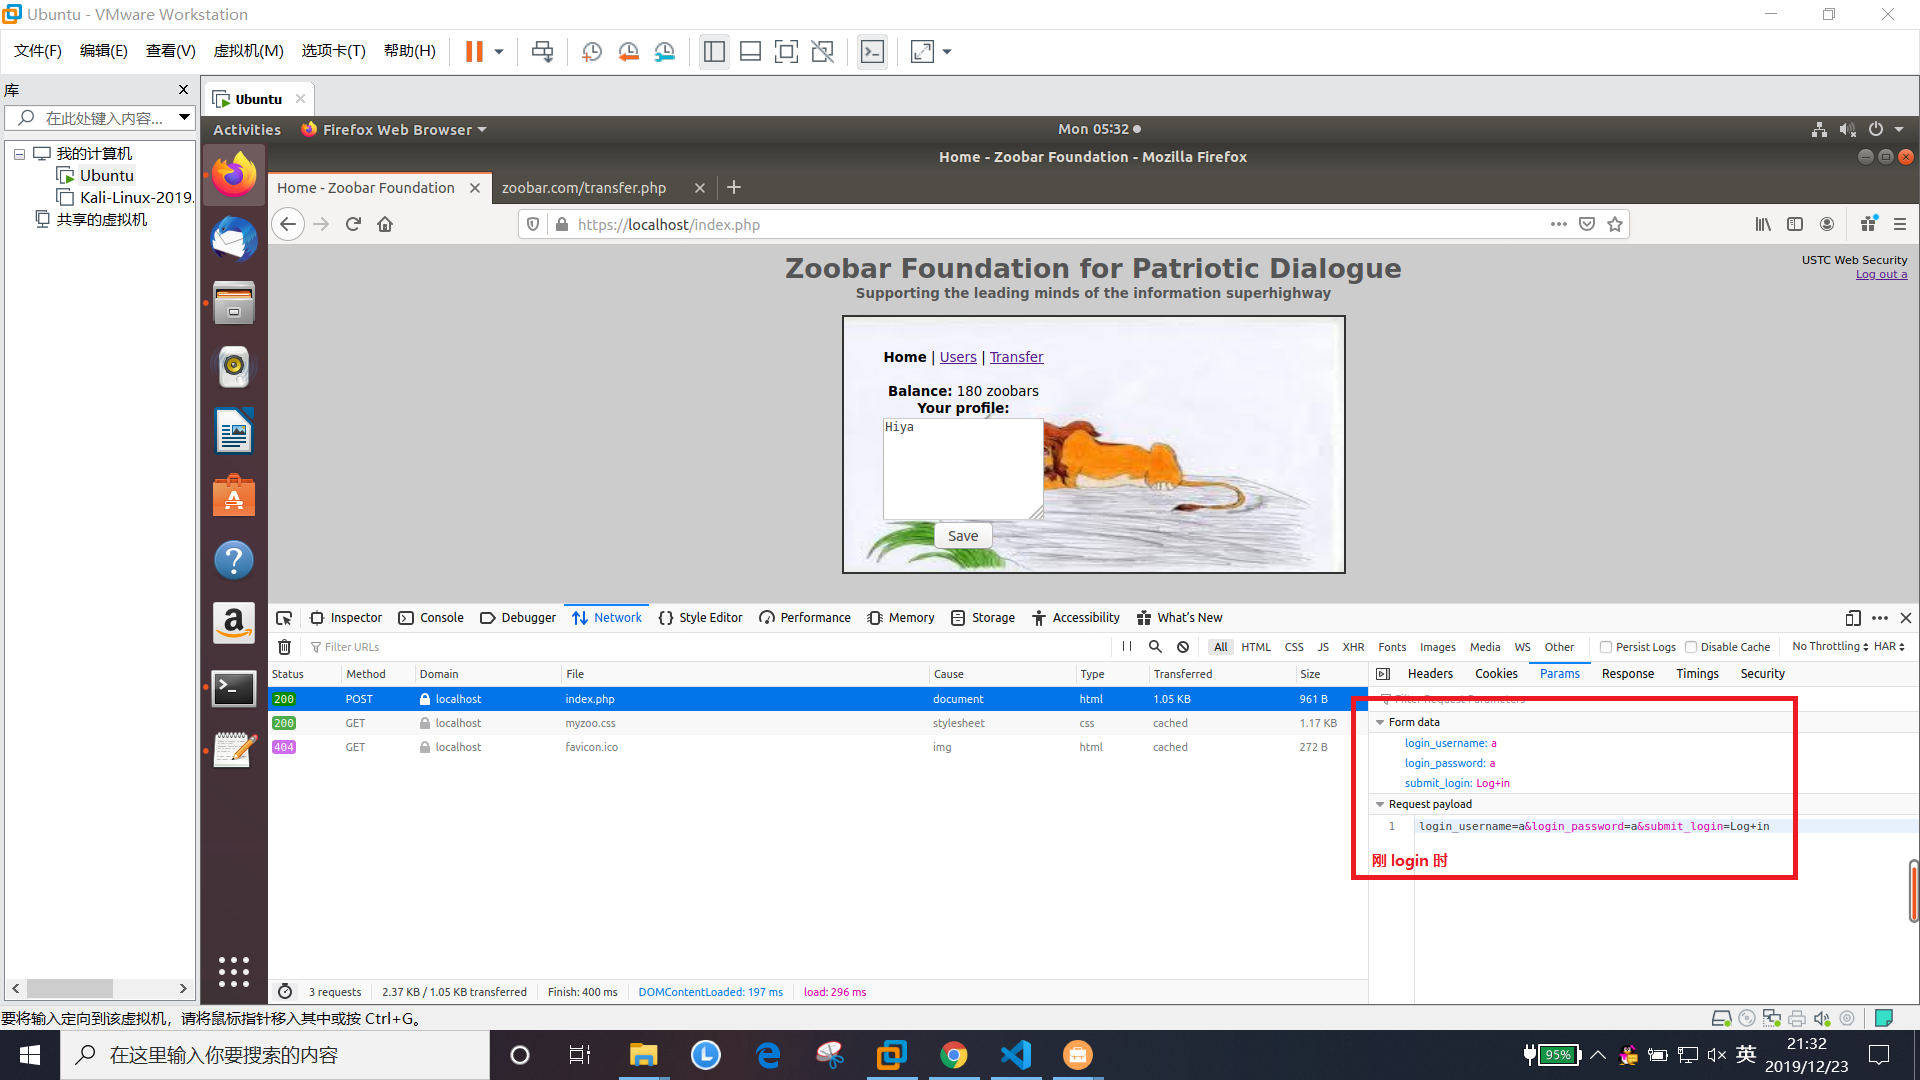 Ubuntu - VMware Workstation
文件(F) 编辑(E) 查看(V) 虚拟机(M) 选项卡(T) 帮助(H)
库
在此处键入内容...
我的计算机
Ubuntu
Kali-Linux-2019.
共享的虚拟机
Ubuntu
Activities Firefox Web Browser Mon 05:32
Home - Zoobar Foundation - Mozilla Firefox
Home - Zoobar Foundation zoobar.com/transfer.php
https://localhost/index.php
Zoobar Foundation for Patriotic Dialogue
Supporting the leading minds of the information superhighway
USTC Web Security
Log out a
Home | Users | Transfer
Balance: 180 zoobars
Your profile:
Hiya
Save
Inspector Console Debugger Network Style Editor Performance Memory Storage Accessibility What's New
Filter URLs All HTML CSS JS XHR Fonts Images Media WS Other Persist Logs Disable Cache No Throttling HAR
Status Method Domain File Cause Type Transferred Size
200 POST localhost index.php document html 1.05 KB 961 B
200 GET localhost myzoo.css stylesheet css cached 1.17 KB
404 GET localhost favicon.ico img html cached 272 B
Headers Cookies Params Response Timings Security
Filter Request Parameters
Form data
login_username: a
login_password: a
submit_login: Log+in
Request payload
1 login_username=a&login_password=a&submit_login=Log+in
刚 login 时
3 requests 2.37 KB / 1.05 KB transferred Finish: 400 ms DOMContentLoaded: 197 ms load: 296 ms
要将输入定向到该虚拟机，请将鼠标指针移入其中或按 Ctrl+G。
在这里输入你要搜索的内容
95% 英 21:32
2019/12/23